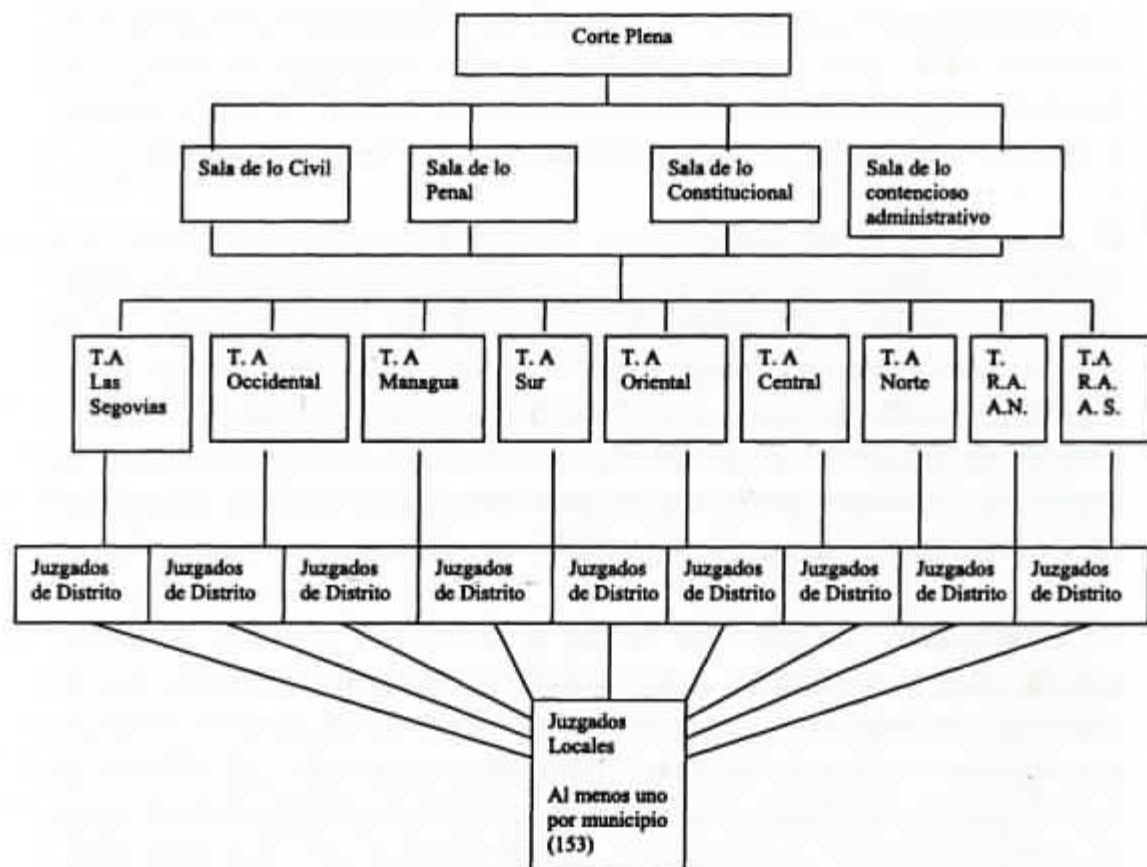 Corte Plena
Sala de lo Civil
Sala de lo
Penal
Sala de lo
Constitucional
Sala de lo
contencioso
administrativo
T.A
Las
Segovias
T. A
Occidental
T. A
Managua
T. A
Sur
T. A
Oriental
T. A
Central
T. A
Norte
T.
R.A.
A.N.
T.A
R.A.
A. S.
Juzgados
de Distrito
Juzgados
de Distrito
Juzgados
de Distrito
Juzgados
de Distrito
Juzgados
de Distrito
Juzgados
de Distrito
Juzgados
de Distrito
Juzgados
de Distrito
Juzgados
de Distrito
Juzgados
Locales
Al menos uno
por municipio
(153)